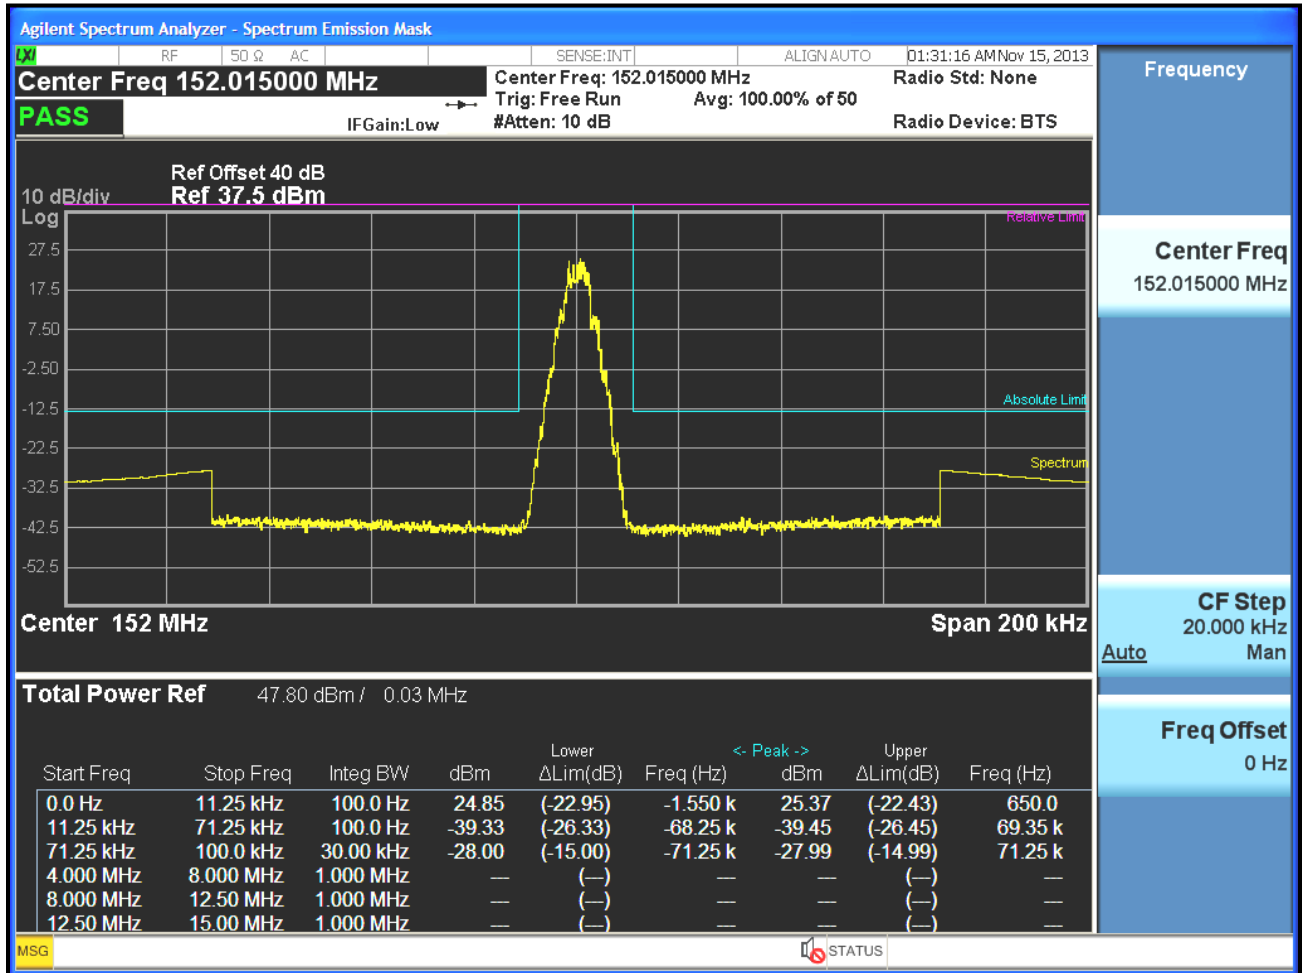 Agilent Spectrum Analyzer - Spectrum Emission Mask
LXI RF 50 Ω AC SENSE:INT ALIGN AUTO 01:31:16 AM Nov 15, 2013
Center Freq 152.015000 MHz
Center Freq: 152.015000 MHz
Radio Std: None
Trig: Free Run Avg: 100.00% of 50
PASS
IFGain:Low
#Atten: 10 dB
Radio Device: BTS
Ref Offset 40 dB
10 dB/div Ref 37.5 dBm
Log
Relative Limit
27.5
17.5
7.50
-2.50
Absolute Limit
-12.5
-22.5
Spectrum
-32.5
-42.5
-52.5
Center 152 MHz
Span 200 kHz
Total Power Ref 47.80 dBm / 0.03 MHz
Lower <- Peak -> Upper
Start Freq Stop Freq Integ BW dBm ΔLim(dB) Freq (Hz) dBm ΔLim(dB) Freq (Hz)
0.0 Hz 11.25 kHz 100.0 Hz 24.85 (-22.95) -1.550 k 25.37 (-22.43) 650.0
11.25 kHz 71.25 kHz 100.0 Hz -39.33 (-26.33) -68.25 k -39.45 (-26.45) 69.35 k
71.25 kHz 100.0 kHz 30.00 kHz -28.00 (-15.00) -71.25 k -27.99 (-14.99) 71.25 k
4.000 MHz 8.000 MHz 1.000 MHz --- (---) --- --- (---) ---
8.000 MHz 12.50 MHz 1.000 MHz --- (---) --- --- (---) ---
12.50 MHz 15.00 MHz 1.000 MHz --- (---) --- --- (---) ---
MSG
STATUS
Frequency
Center Freq
152.015000 MHz
CF Step
20.000 kHz
Auto Man
Freq Offset
0 Hz